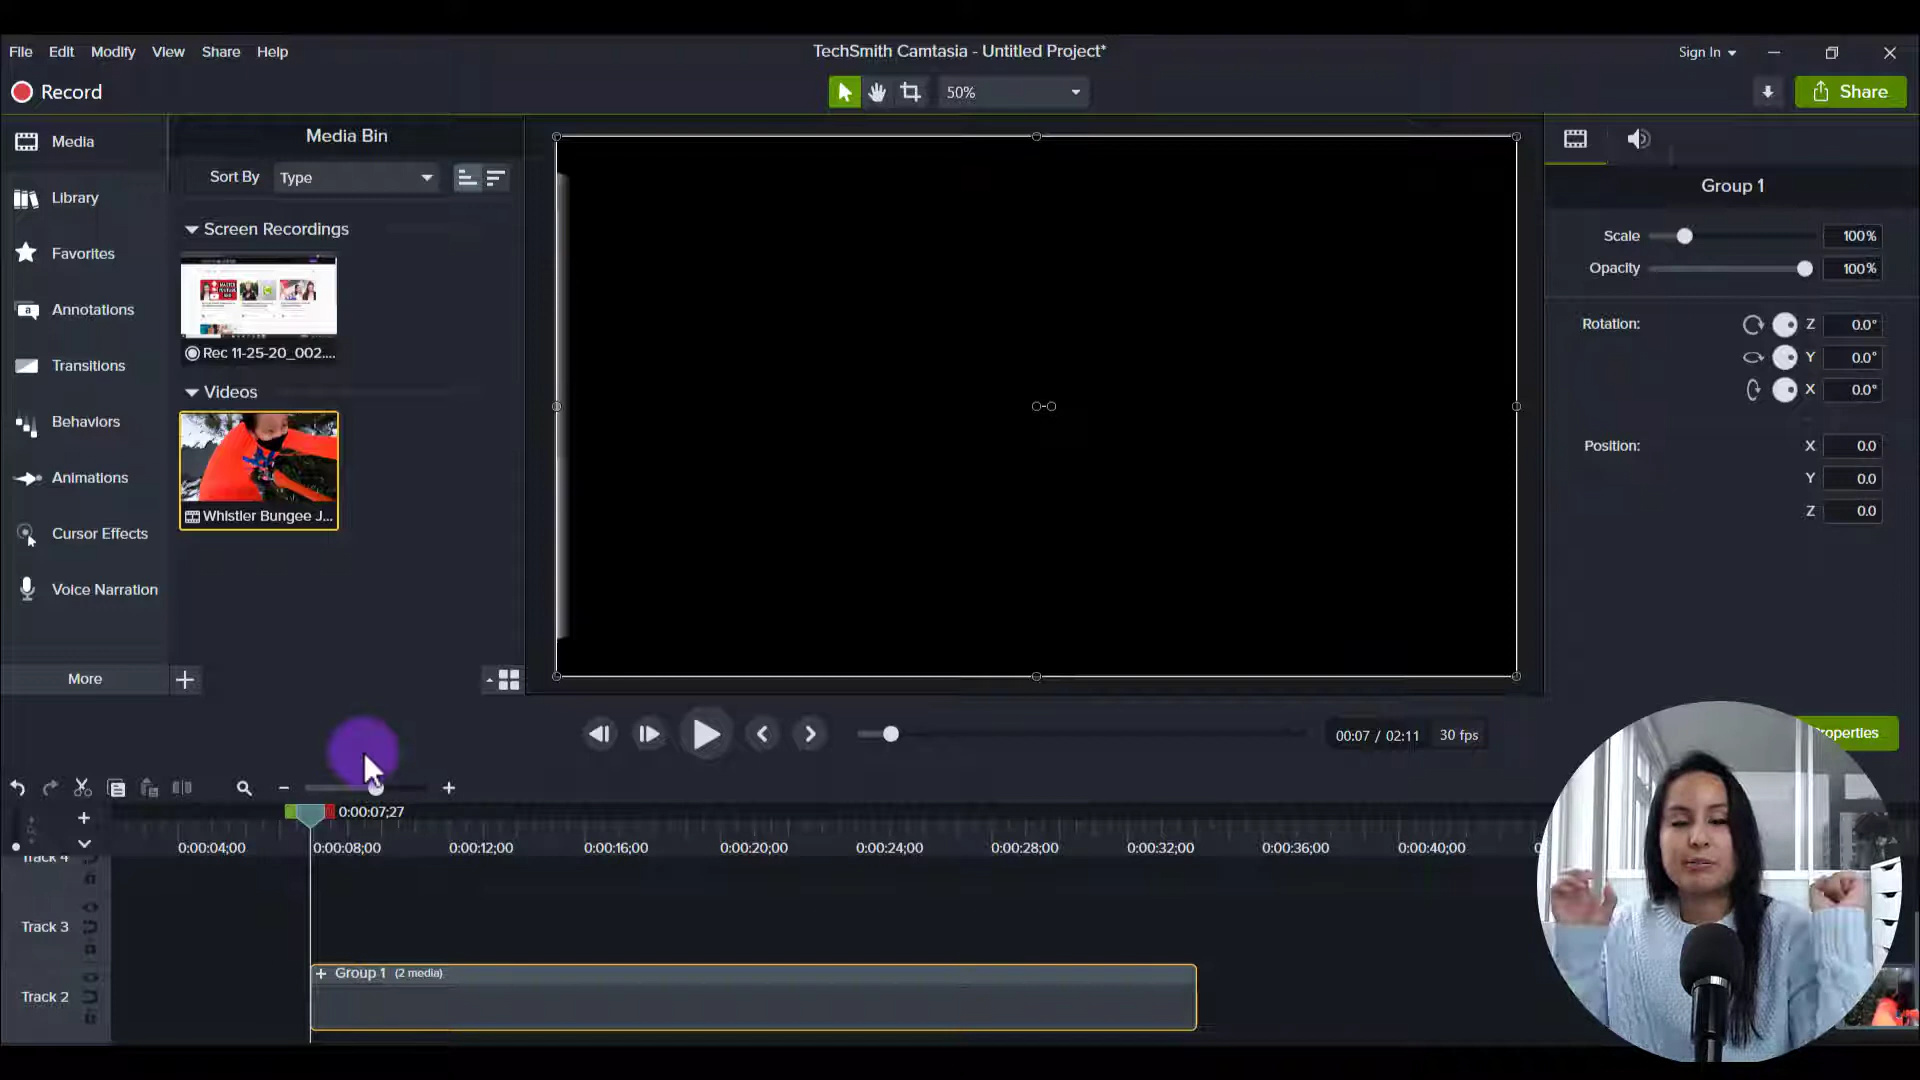 File Edit Modify View Share Help
TechSmith Camtasia - Untitled Project*
Sign In
Record
50%
Share
Media
Library
Favorites
Annotations
Transitions
Behaviors
Animations
Cursor Effects
Voice Narration
More
Media Bin
Sort By Type
Screen Recordings
Rec 11-25-20_002....
Videos
Whistler Bungee J...
Group 1
Scale 100%
Opacity 100%
Rotation: Z 0.0°
Y 0.0°
X 0.0°
Position: X 0.0
Y 0.0
Z 0.0
00:07 / 02:11 30 fps
roperties
0:00:07;27
0:00:04;00 0:00:08;00 0:00:12;00 0:00:16;00 0:00:20;00 0:00:24;00 0:00:28;00 0:00:32;00 0:00:36;00 0:00:40;00
Track 4
Track 3
Track 2
+ Group 1 (2 media)